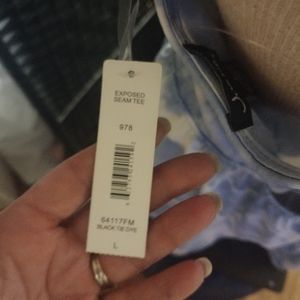 EXPOSED
SEAM TEE
978
64117FM
BLACK TIE DYE
L